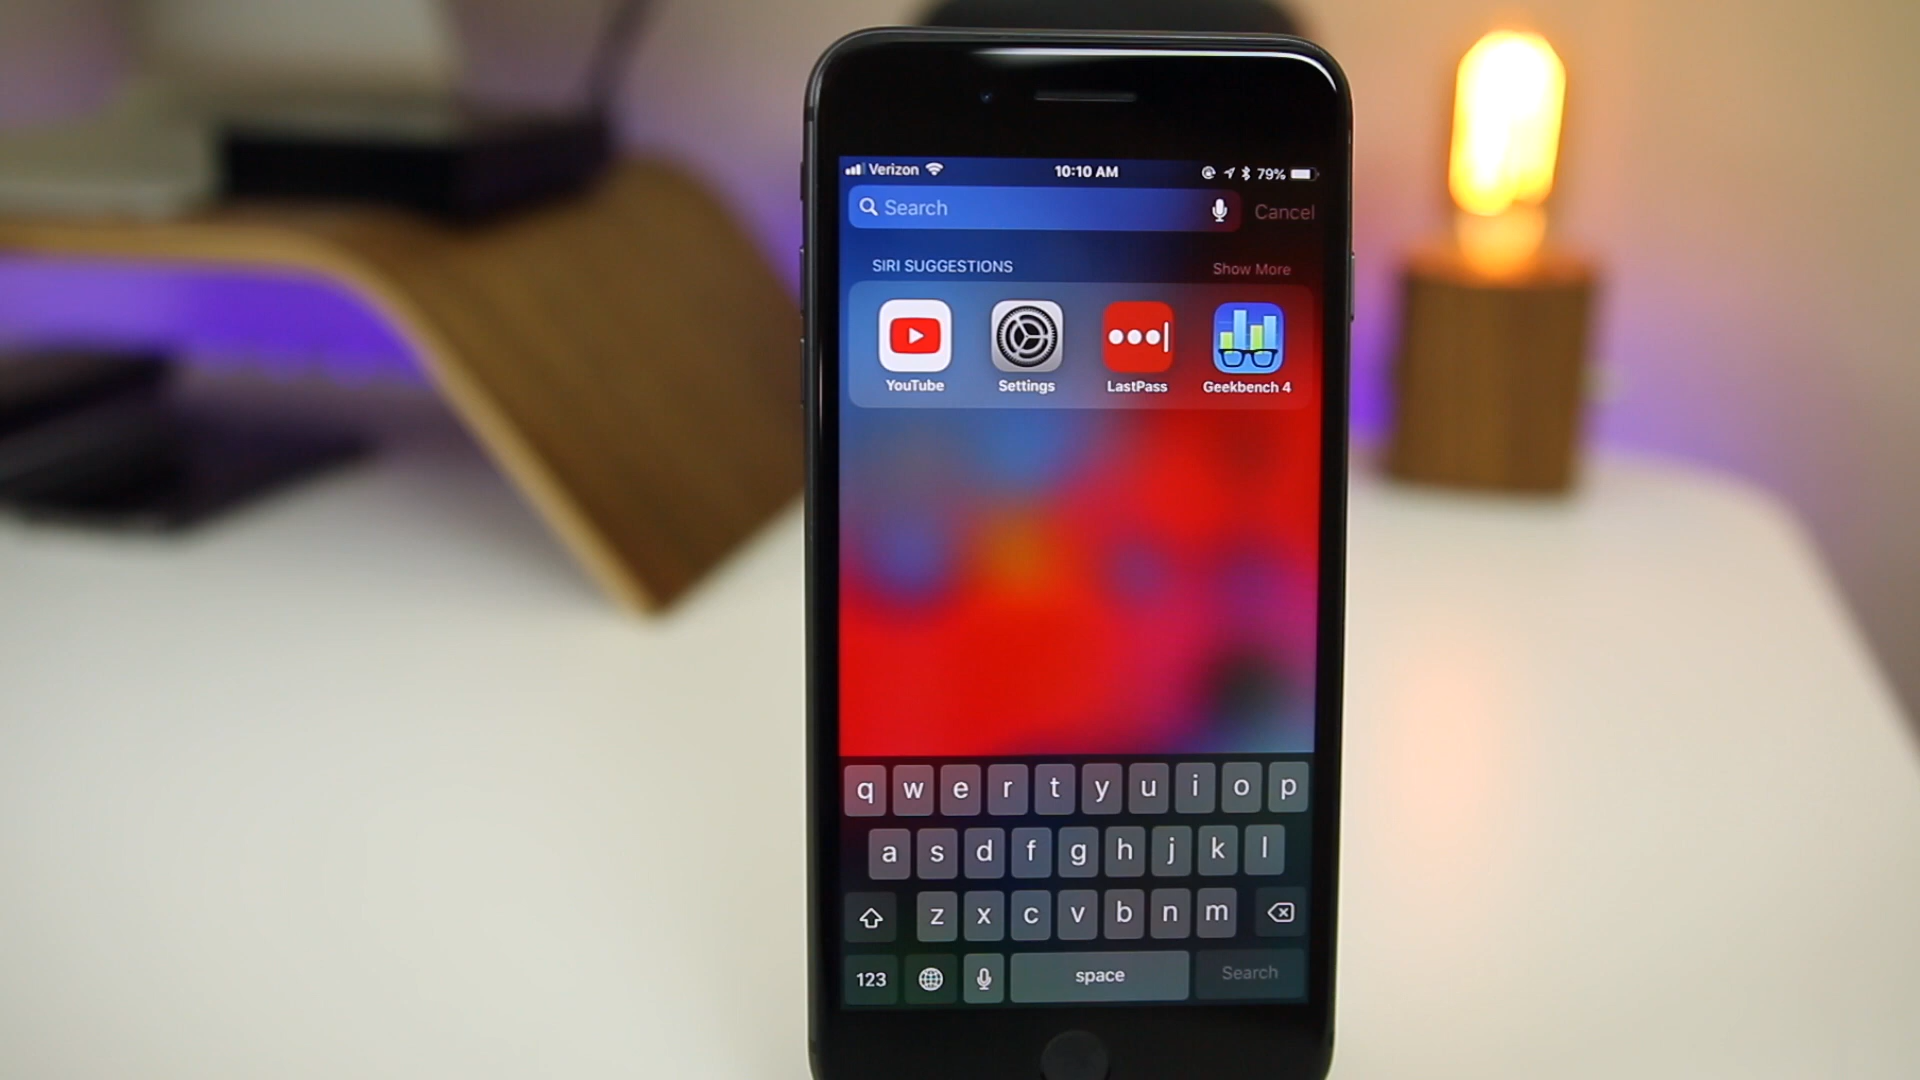 Verizon 10:10 AM 79%
Search Cancel
SIRI SUGGESTIONS Show More
YouTube Settings LastPass Geekbench 4
q w e r t y u i o p
a s d f g h j k l
z x c v b n m
123 space Search